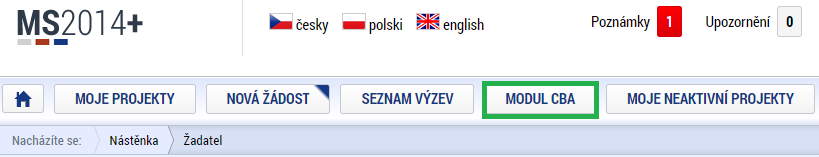 MS2014+ česky polski english Poznámky 1 Upozornění 0
MOJE PROJEKTY NOVÁ ŽÁDOST SEZNAM VÝZEV MODUL CBA MOJE NEAKTIVNÍ PROJEKTY
Nacházíte se: Nástěnka Žadatel